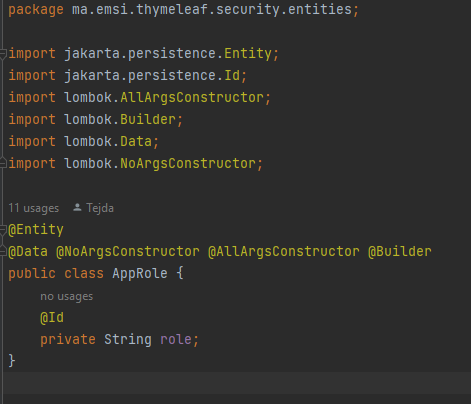 package ma.emsi.thymeleaf.security.entities;
import jakarta.persistence.Entity;
import jakarta.persistence.Id;
import lombok.AllArgsConstructor;
import lombok.Builder;
import lombok.Data;
import lombok.NoArgsConstructor;
11 usages Tejda
@Entity
@Data @NoArgsConstructor @AllArgsConstructor @Builder
public class AppRole {
no usages
@Id
private String role;
}